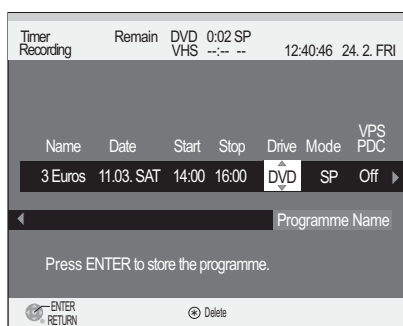 Timer Recording Remain DVD 0:02 SP
VHS --:-- -- 12:40:46 24. 2. FRI
Name Date Start Stop Drive Mode VPS PDC
3 Euros 11.03. SAT 14:00 16:00 DVD SP Off
Programme Name
Press ENTER to store the programme.
ENTER
RETURN
Delete